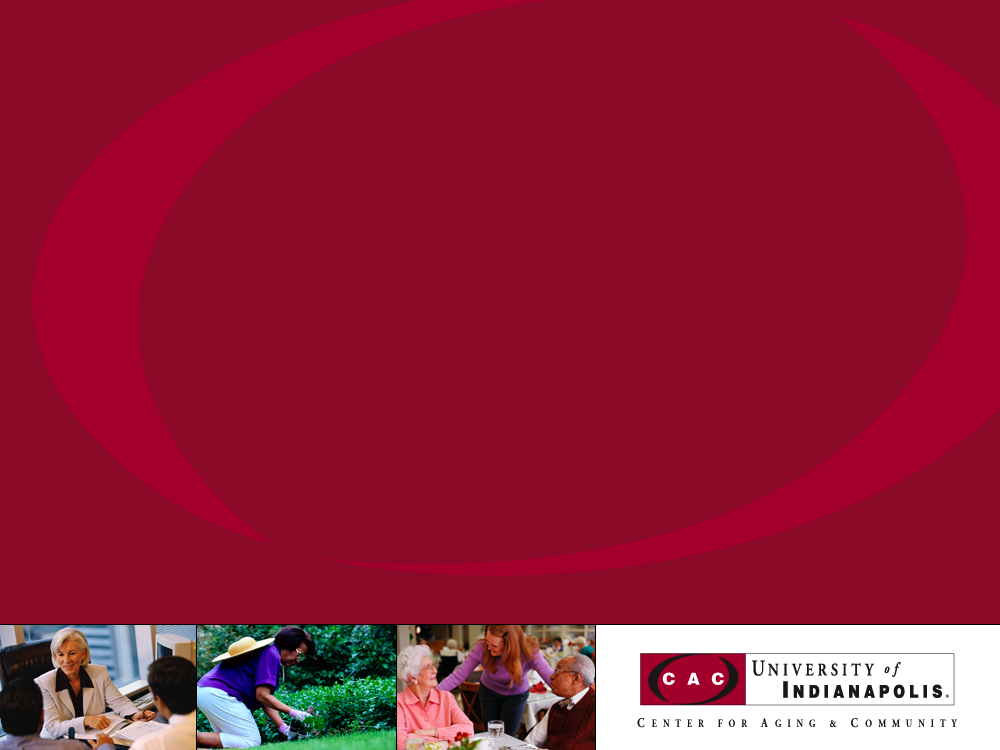 CAC
UNIVERSITY of
INDIANAPOLIS.
CENTER FOR AGING & COMMUNITY